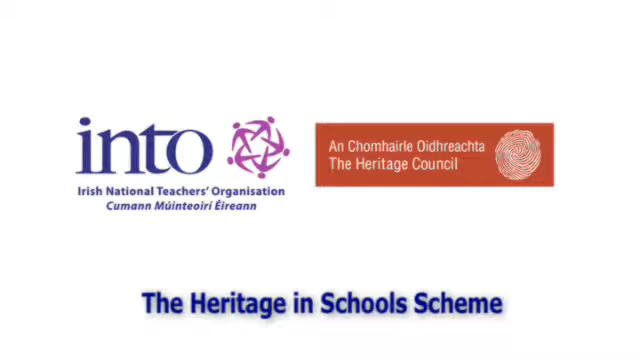 into
Irish National Teachers' Organisation
Cumann Múinteoirí Éireann
An Chomhairle Oidhreachta
The Heritage Council
The Heritage in Schools Scheme